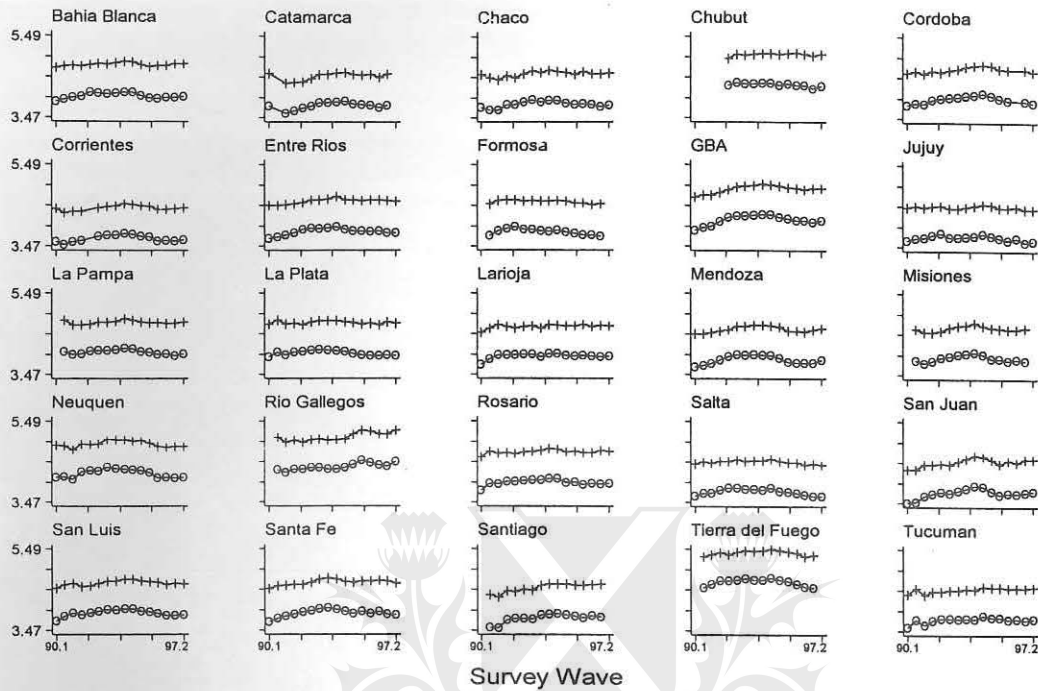 Bahia Blanca Catamarca Chaco Chubut Cordoba
5.49
3.47
Corrientes Entre Rios Formosa GBA Jujuy
5.49
3.47
La Pampa La Plata Larioja Mendoza Misiones
5.49
3.47
Neuquen Rio Gallegos Rosario Salta San Juan
5.49
3.47
San Luis Santa Fe Santiago Tierra del Fuego Tucuman
5.49
3.47
90.1 97.2 90.1 97.2 90.1 97.2 90.1 97.2 90.1 97.2
Survey Wave